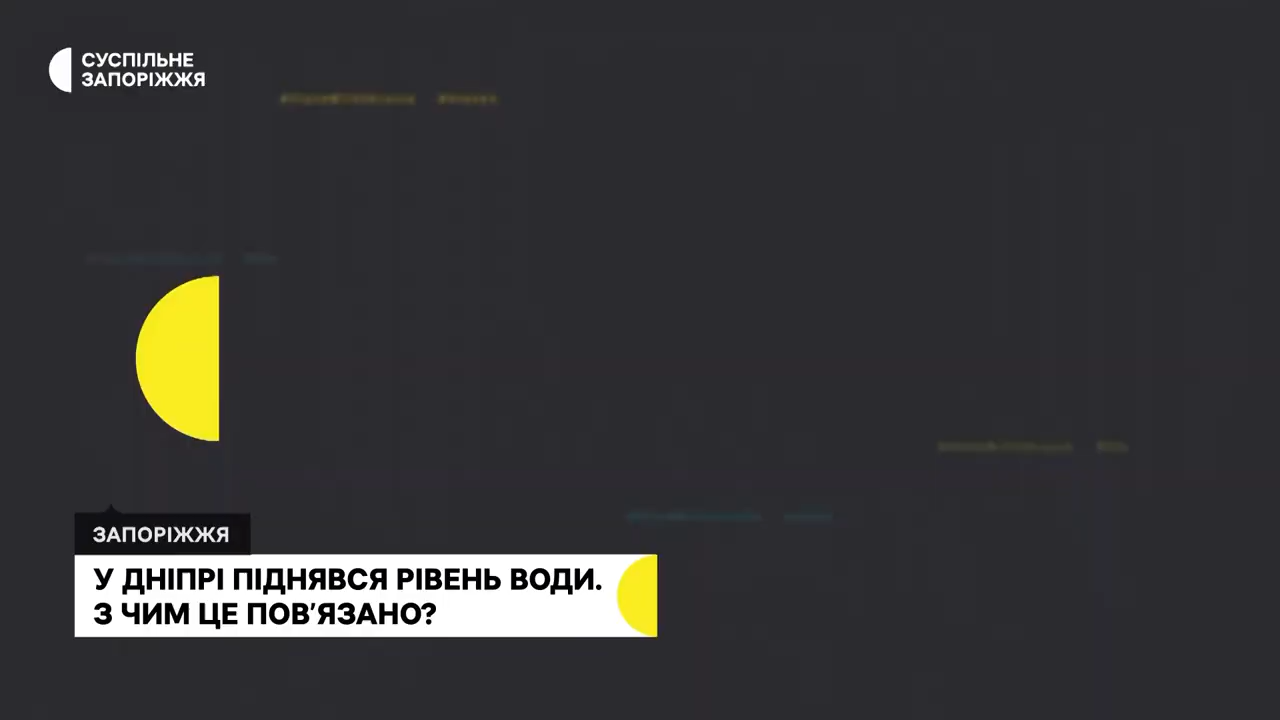 СУСПІЛЬНЕ
ЗАПОРІЖЖЯ
ЗАПОРІЖЖЯ
У ДНІПРІ ПІДНЯВСЯ РІВЕНЬ ВОДИ.
З ЧИМ ЦЕ ПОВ'ЯЗАНО?